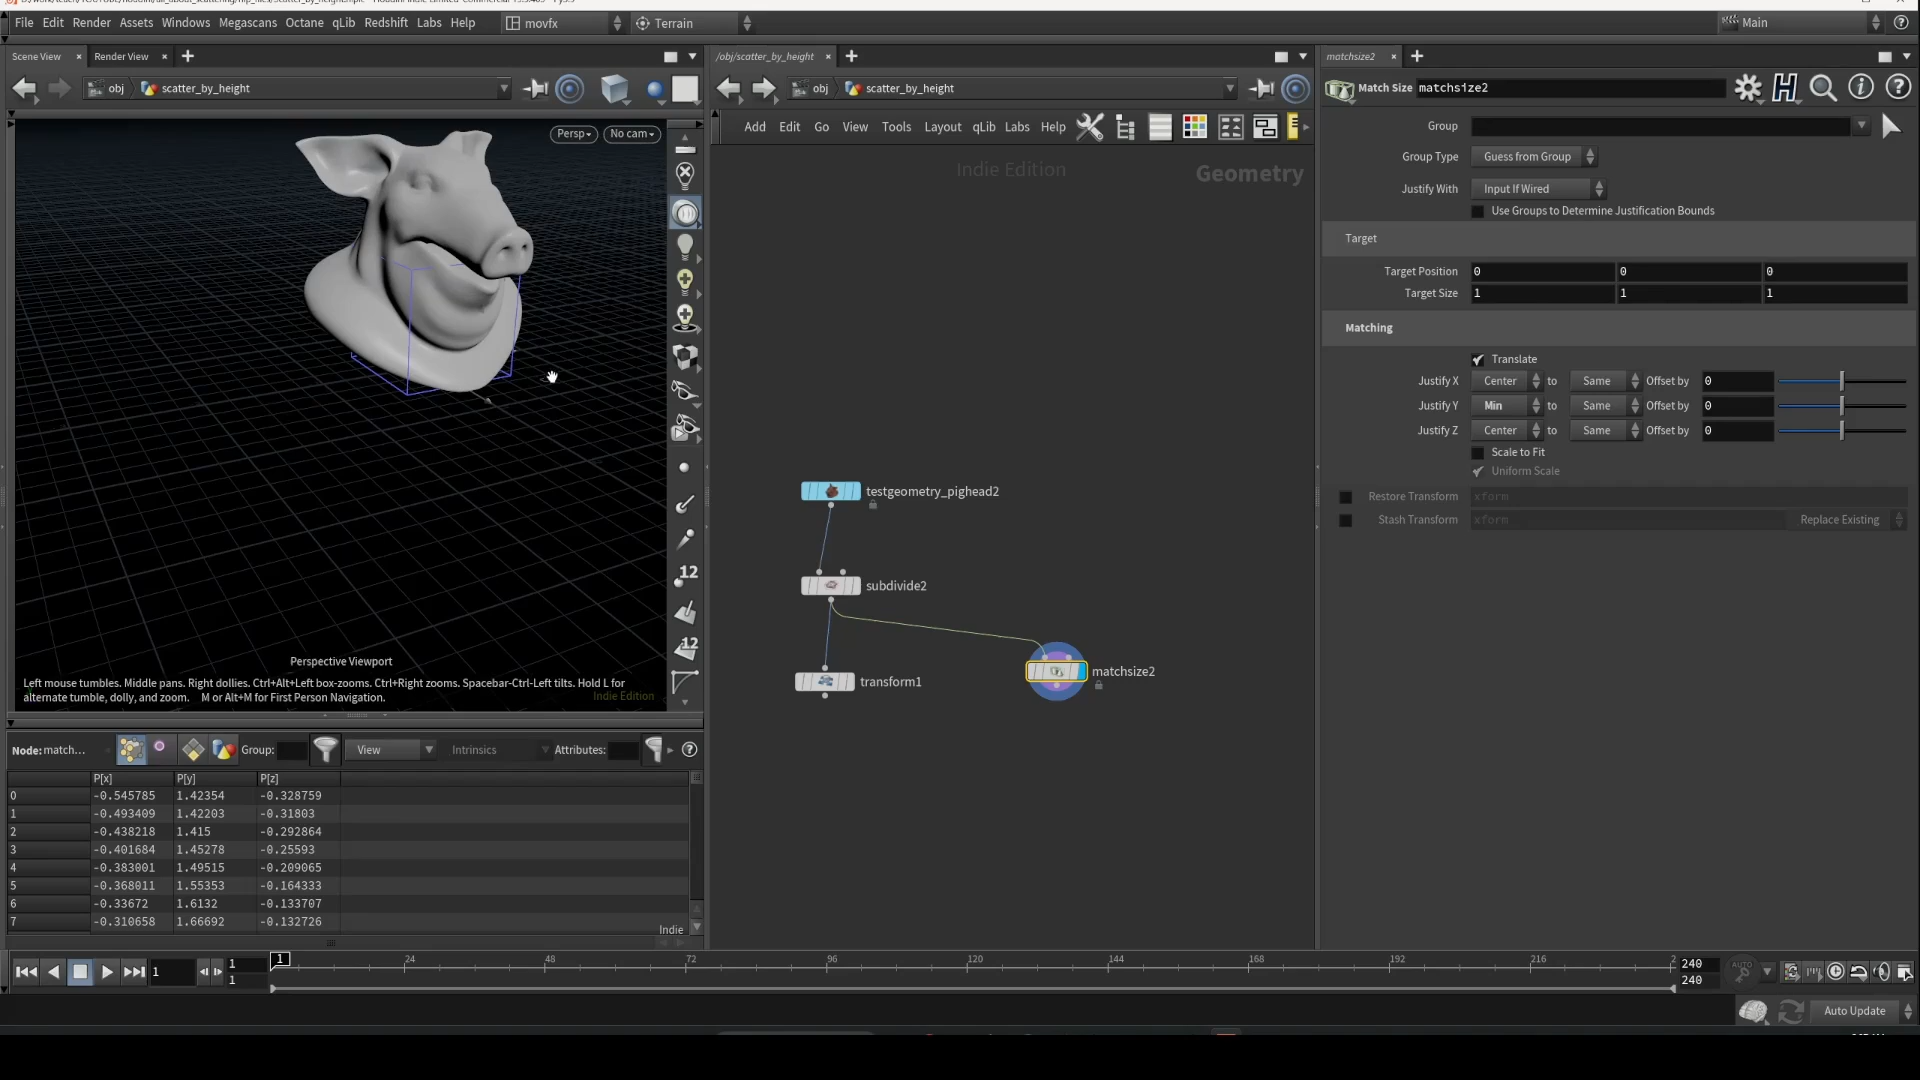 File Edit Render Assets Windows Megascans Octane qLib Redshift Labs Help movfx Terrain Main
Scene View Render View
obj scatter_by_height
Persp No cam
Perspective Viewport
Left mouse tumbles. Middle pans. Right dollies. Ctrl+Alt+Left box-zooms. Ctrl+Right zooms. Spacebar-Ctrl-Left tilts. Hold L for
alternate tumble, dolly, and zoom. M or Alt+M for First Person Navigation.
Indie Edition
12
12
/obj/scatter_by_height
obj scatter_by_height
Add Edit Go View Tools Layout qLib Labs Help
Indie Edition
Geometry
testgeometry_pighead2
subdivide2
transform1
matchsize2
matchsize2
Match Size matchsize2
Group
Group Type Guess from Group
Justify With Input If Wired
Use Groups to Determine Justification Bounds
Target
Target Position 0 0 0
Target Size 1 1 1
Matching
Translate
Justify X Center to Same Offset by 0
Justify Y Min to Same Offset by 0
Justify Z Center to Same Offset by 0
Scale to Fit
Uniform Scale
Restore Transform xform
Stash Transform xform Replace Existing
Node: match... Group: View Intrinsics Attributes:
P[x] P[y] P[z]
0 -0.545785 1.42354 -0.328759
1 -0.493409 1.42203 -0.31803
2 -0.438218 1.415 -0.292864
3 -0.401684 1.45278 -0.25593
4 -0.383001 1.49515 -0.209065
5 -0.368011 1.55353 -0.164333
6 -0.33672 1.6132 -0.133707
7 -0.310658 1.66692 -0.132726
Indie
1 1 1 24 48 72 96 120 144 168 192 216 2 240
1 240
AUTO
Auto Update